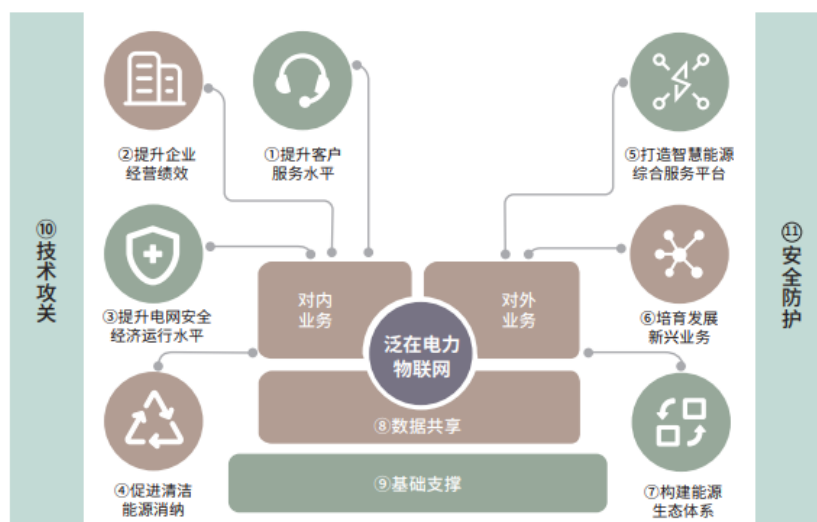 ②提升企业
经营绩效
①提升客户
服务水平
⑤打造智慧能源
综合服务平台
⑩技术攻关
⑪安全防护
③提升电网安全
经济运行水平
对内
业务
对外
业务
⑥培育发展
新兴业务
泛在电力
物联网
⑧数据共享
④促进清洁
能源消纳
⑨基础支撑
⑦构建能源
生态体系